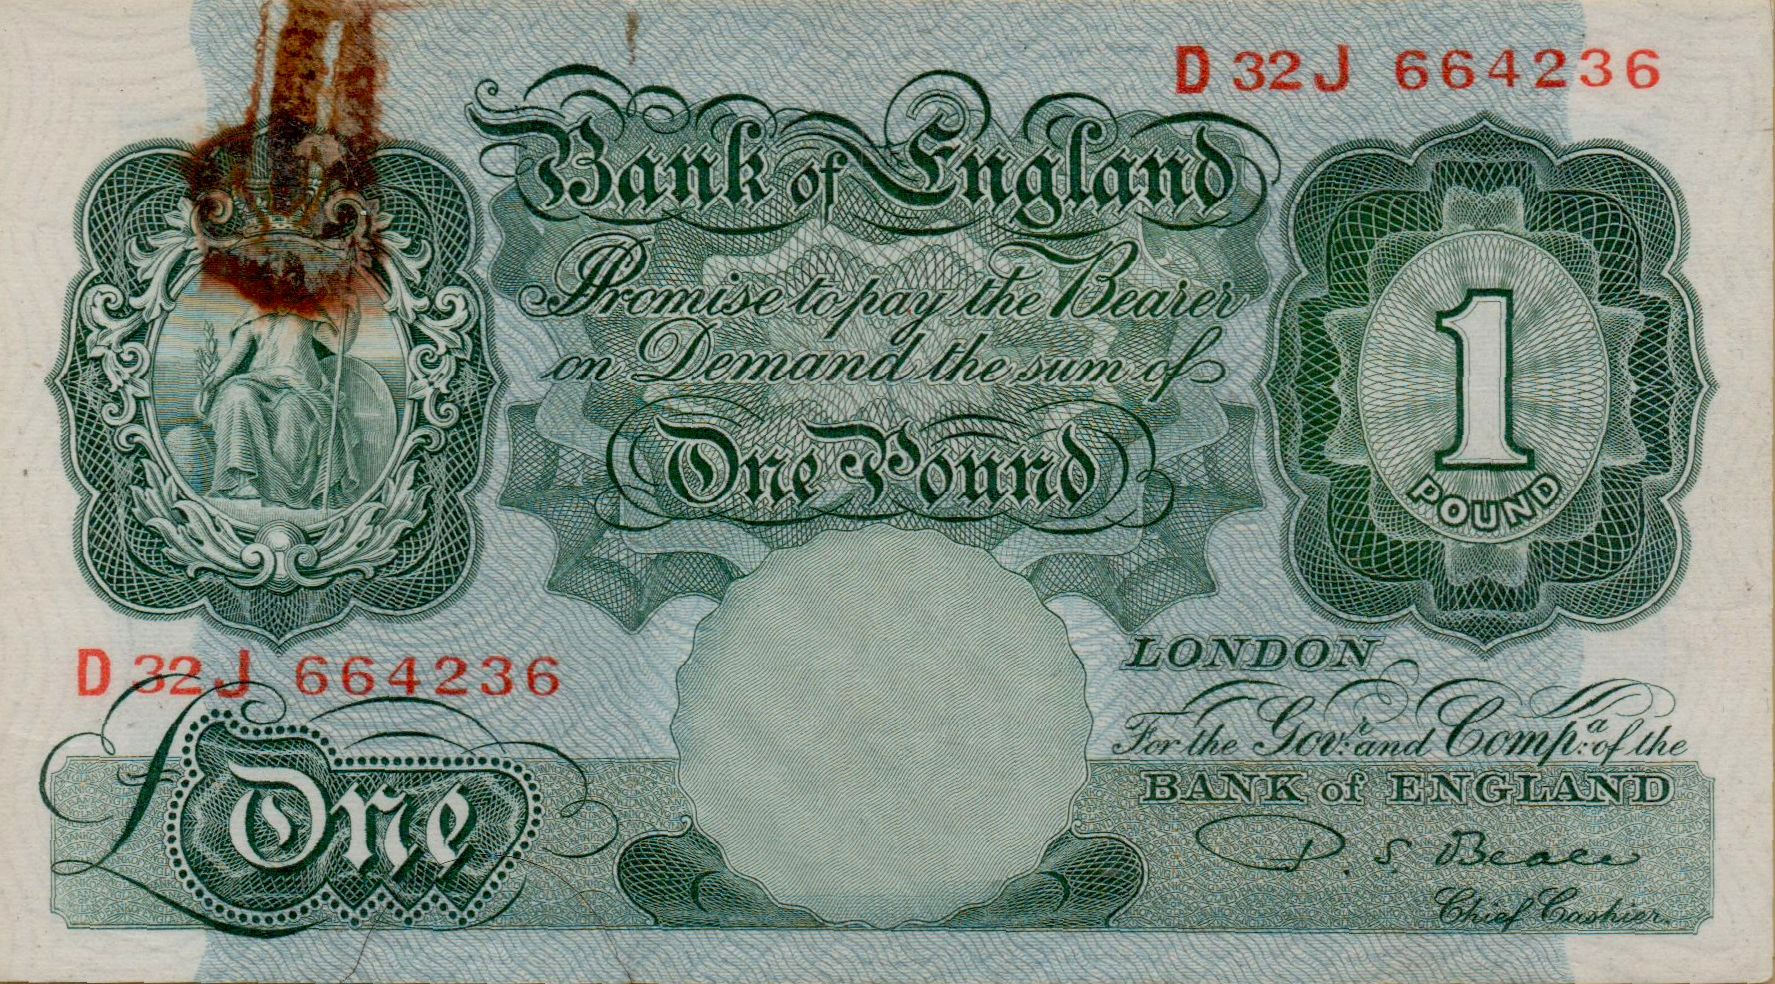 D 32 J 664236
Bank of England
Promise to pay the Bearer
on Demand the sum of
One Pound
1
POUND
D 32 J 664236
£One
LONDON
For the Govr. and Compa. of the
BANK of ENGLAND
P. S. Beale
Chief Cashier.